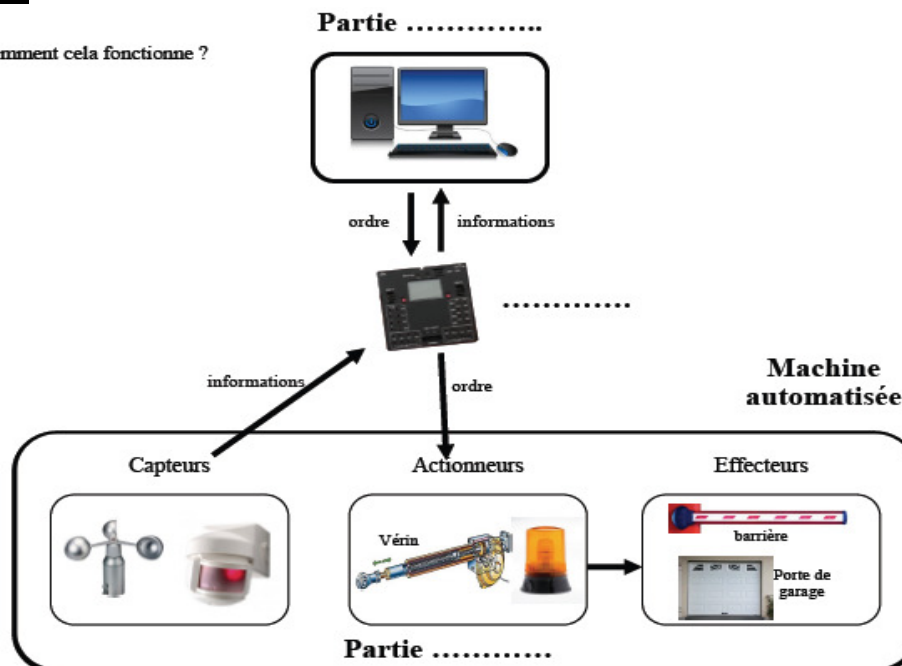 Partie …………..
mment cela fonctionne ?
ordre
informations
………….
informations
ordre
Machine
automatisée
Capteurs
Actionneurs
Effecteurs
Vérin
barrière
Porte de
garage
Partie …………